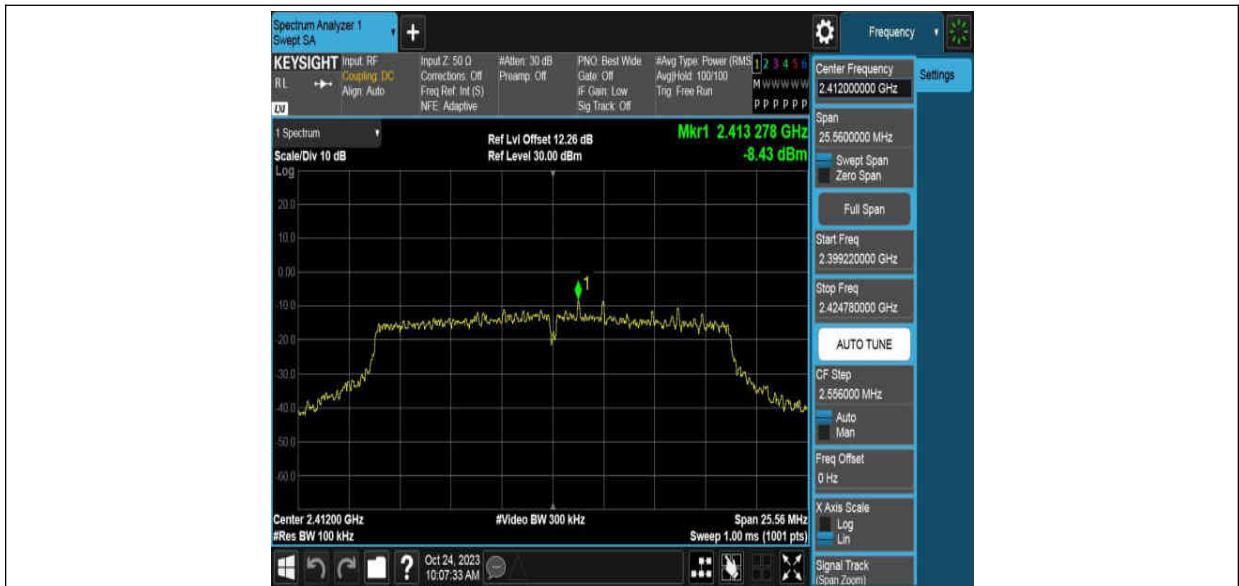 Spectrum Analyzer 1
Swept SA
+
Frequency
KEYSIGHT
RL
LXI
Input: RF
Coupling: DC
Align: Auto
Input Z: 50 Ω
Corrections: Off
Freq Ref: Int (S)
NFE: Adaptive
#Atten: 30 dB
Preamp: Off
PNO: Best Wide
Gate: Off
IF Gain: Low
Sig Track: Off
#Avg Type: Power (RMS
Avg|Hold: 100/100
Trig: Free Run
1 2 3 4 5 6
M W W W W W
P P P P P P
Center Frequency
2.412000000 GHz
Settings
Span
25.5600000 MHz
Swept Span
Zero Span
Full Span
Start Freq
2.399220000 GHz
Stop Freq
2.424780000 GHz
AUTO TUNE
CF Step
2.556000 MHz
Auto
Man
Freq Offset
0 Hz
X Axis Scale
Log
Lin
Signal Track
(Span Zoom)
1 Spectrum
Scale/Div 10 dB
Log
Ref Lvl Offset 12.26 dB
Ref Level 30.00 dBm
Mkr1 2.413 278 GHz
-8.43 dBm
20.0
10.0
0.00
-10.0
-20.0
-30.0
-40.0
-50.0
-60.0
1
Center 2.41200 GHz
#Video BW 300 kHz
Span 25.56 MHz
#Res BW 100 kHz
Sweep 1.00 ms (1001 pts)
?
Oct 24, 2023
10:07:33 AM